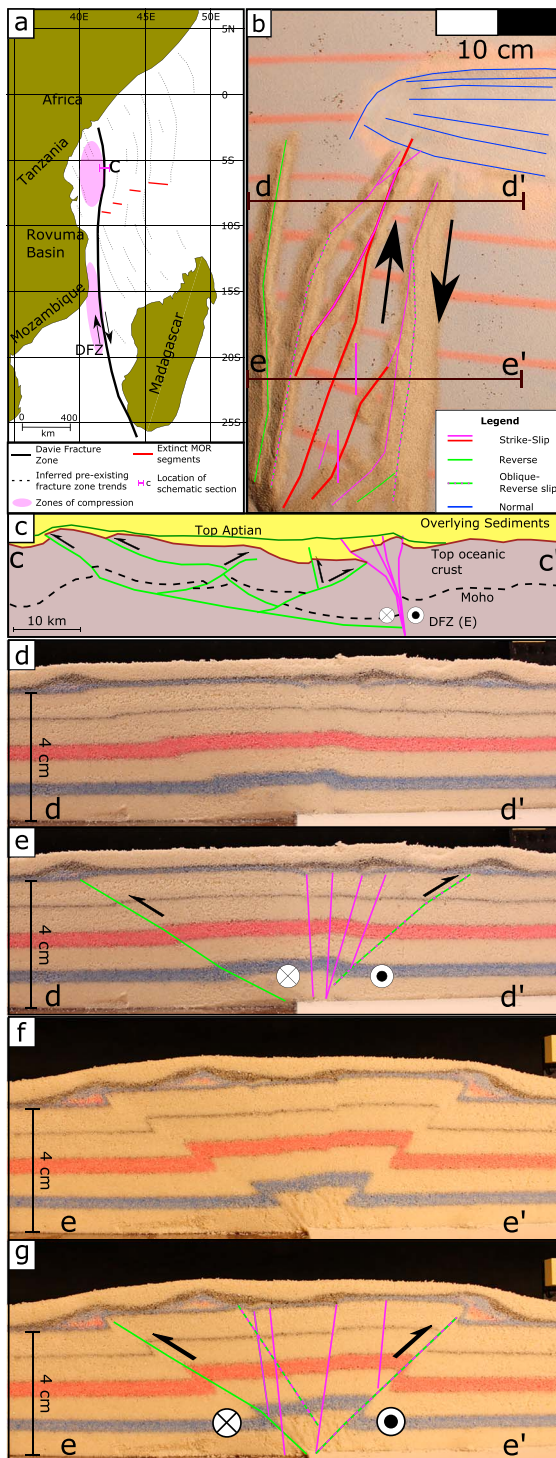 a
40E 45E 50E
5N
0
5S
10S
15S
20S
25S
Africa
Tanzania
C
Rovuma
Basin
Mozambique
DFZ
Madagascar
0 400
km
Davie Fracture
Zone
Extinct MOR
segments
Inferred pre-existing
fracture zone trends
c
Location of
schematic section
Zones of compression
b
10 cm
d d'
e e'
Legend
Strike-Slip
Reverse
Oblique-
Reverse slip
Normal
c
Top Aptian
Overlying Sediments
C C'
Top oceanic
crust
Moho
DFZ (E)
10 km
d
4 cm
d d'
e
4 cm
d d'
f
4 cm
e e'
g
4 cm
e e'